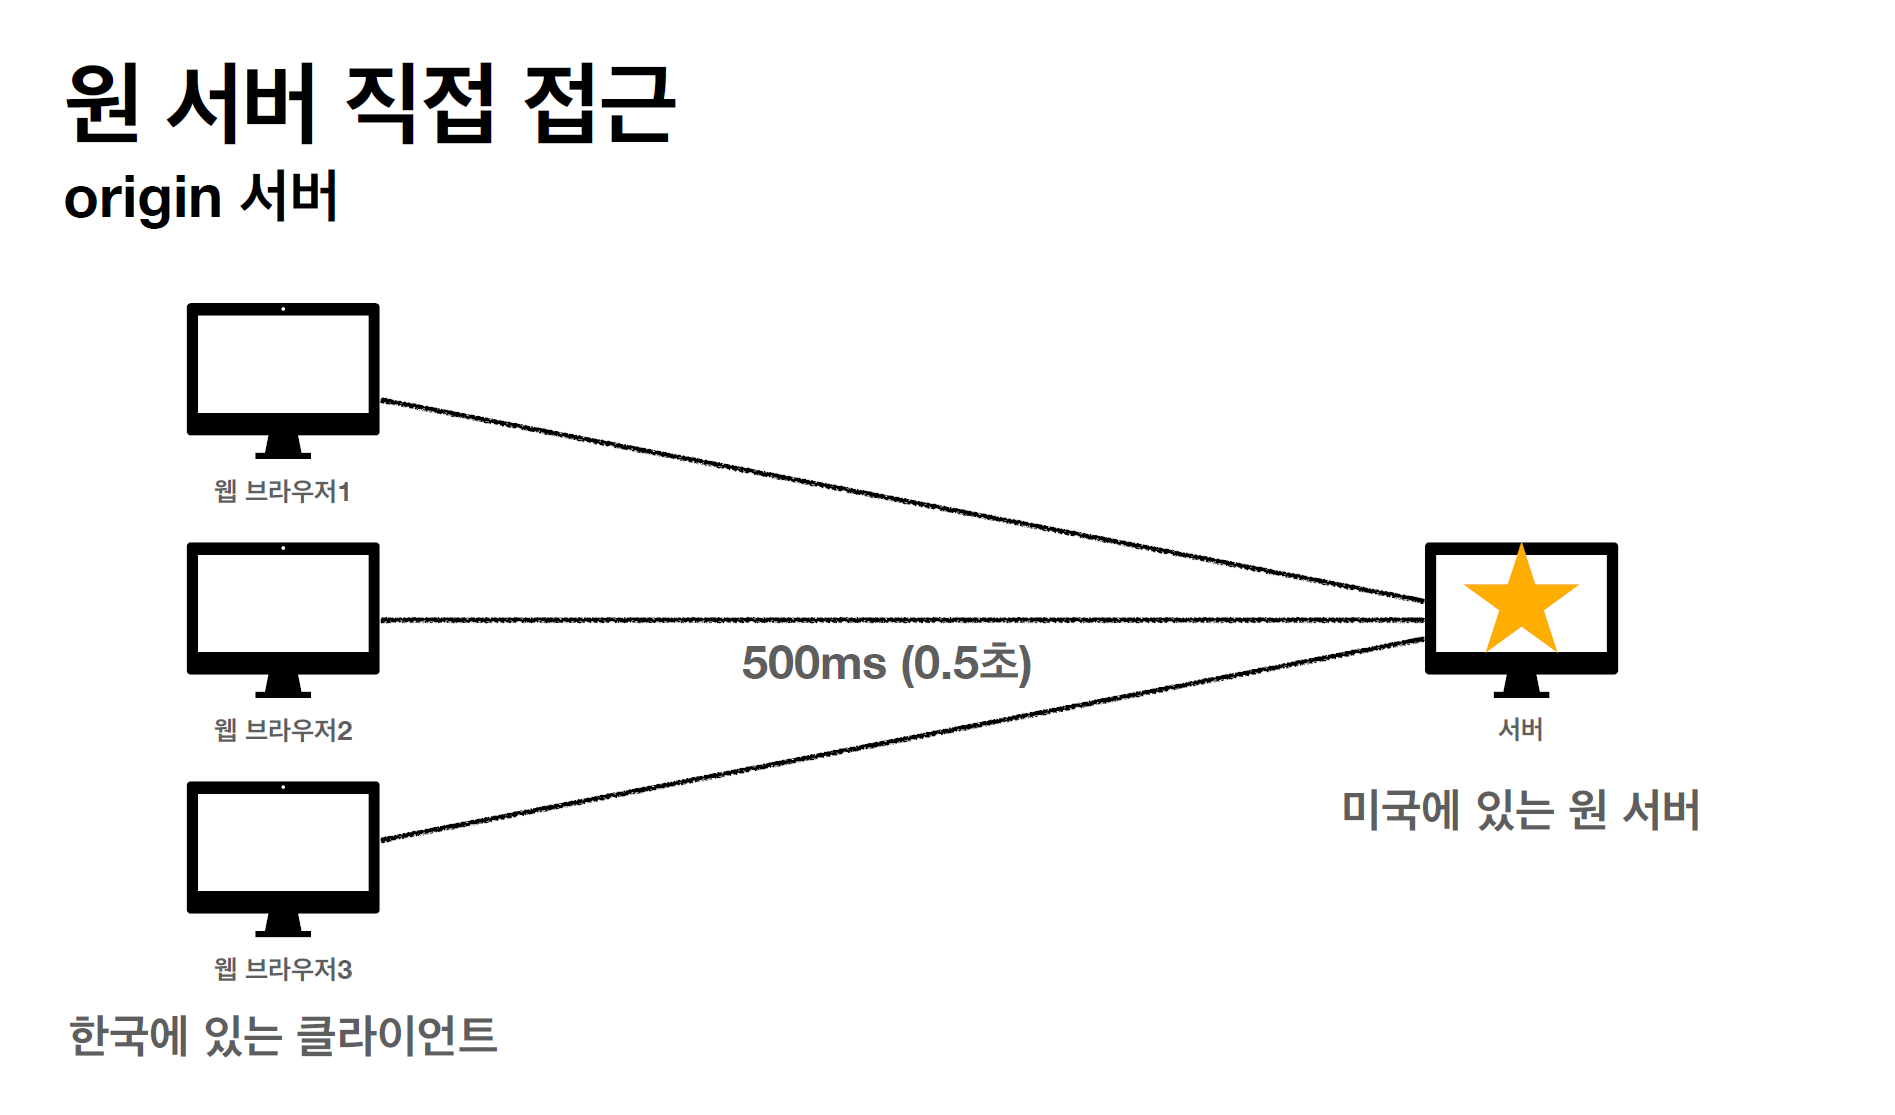 원 서버 직접 접근
origin 서버
웹 브라우저1
웹 브라우저2
500ms (0.5초)
서버
미국에 있는 원 서버
웹 브라우저3
한국에 있는 클라이언트